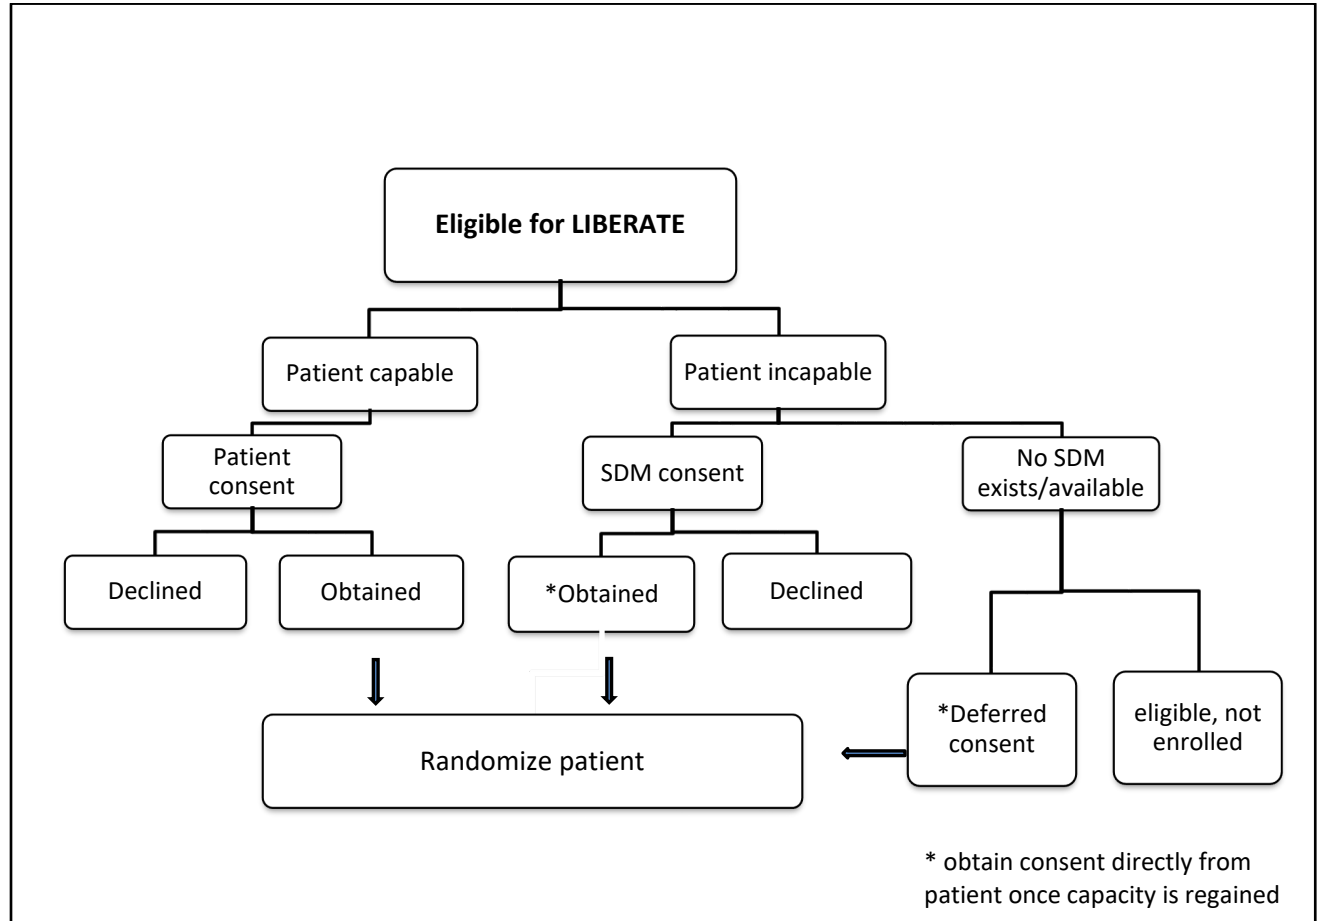 Eligible for LIBERATE
Patient capable
Patient incapable
Patient
consent
SDM consent
No SDM
exists/available
Declined
Obtained
*Obtained
Declined
*Deferred
consent
eligible, not
enrolled
Randomize patient
* obtain consent directly from
patient once capacity is regained